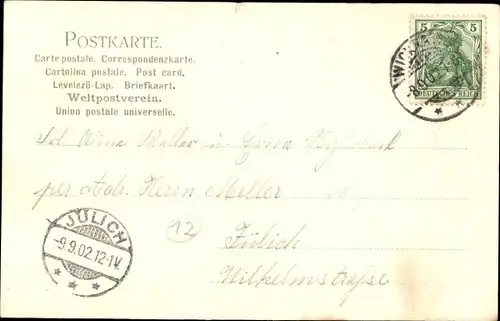 POSTKARTE.
Carte postale. Correspondenzkarte.
Cartolina postale. Post card.
Levelező-Lap. Briefkaart.
Weltpostverein.
Union postale universelle.
5 5
DEUTSCHES REICH
per Adr. Herrn Meller
JÜLICH
-9.9.02.12-1V.
12
Jülich
Wilhelmstrasse